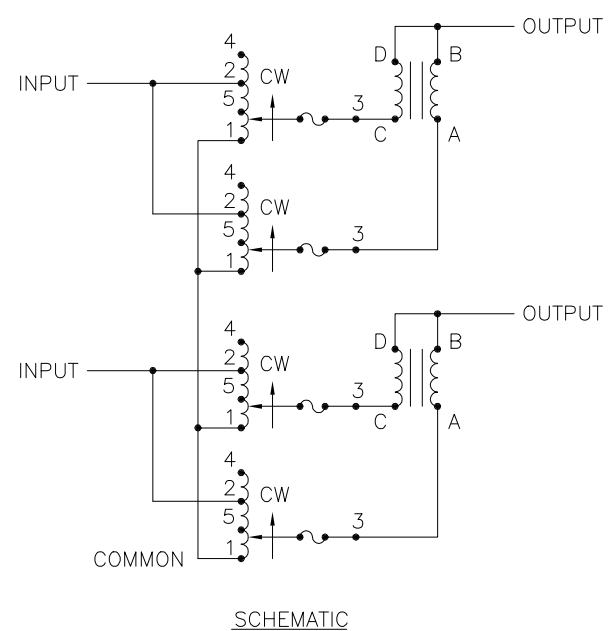 OUTPUT
4
D B
INPUT 2 CW
5 3
1 C A
4
2 CW
5 3
1
OUTPUT
4
D B
INPUT 2 CW
5 3
1 C A
4
2 CW
5 3
1
COMMON
SCHEMATIC